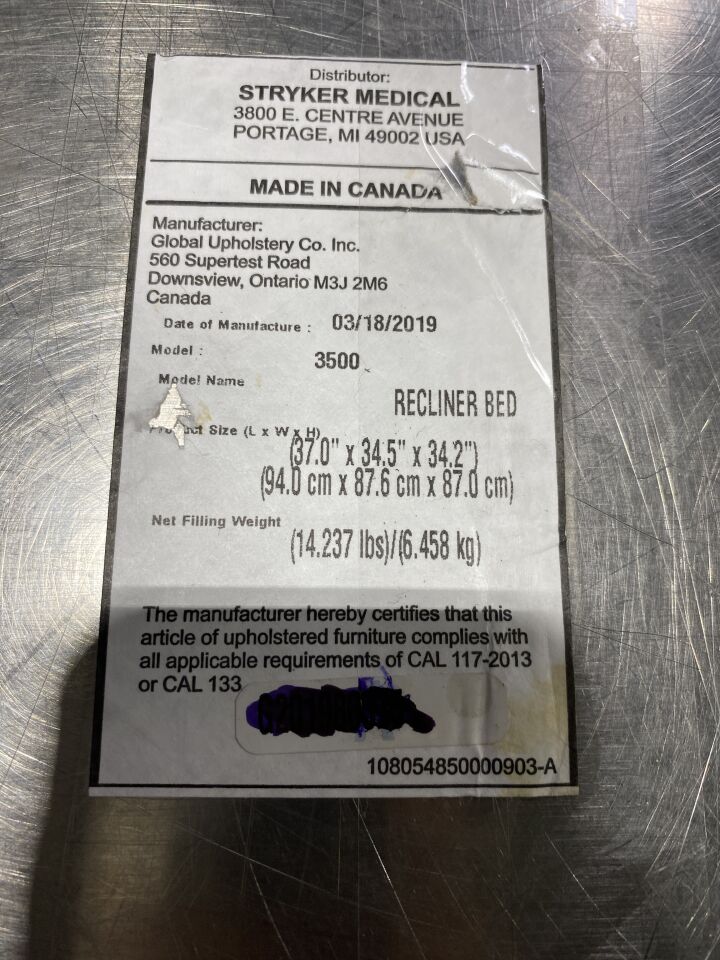 Distributor:
STRYKER MEDICAL
3800 E. CENTRE AVENUE
PORTAGE, MI 49002 USA
MADE IN CANADA
Manufacturer:
Global Upholstery Co. Inc.
560 Supertest Road
Downsview, Ontario M3J 2M6
Canada
Date of Manufacture : 03/18/2019
Model : 3500
Model Name
RECLINER BED
Size (L x W x H)
(37.0" x 34.5" x 34.2")
(94.0 cm x 87.6 cm x 87.0 cm)
Net Filling Weight
(14.237 lbs)/(6.458 kg)
The manufacturer hereby certifies that this
article of upholstered furniture complies with
all applicable requirements of CAL 117-2013
or CAL 133
108054850000903-A